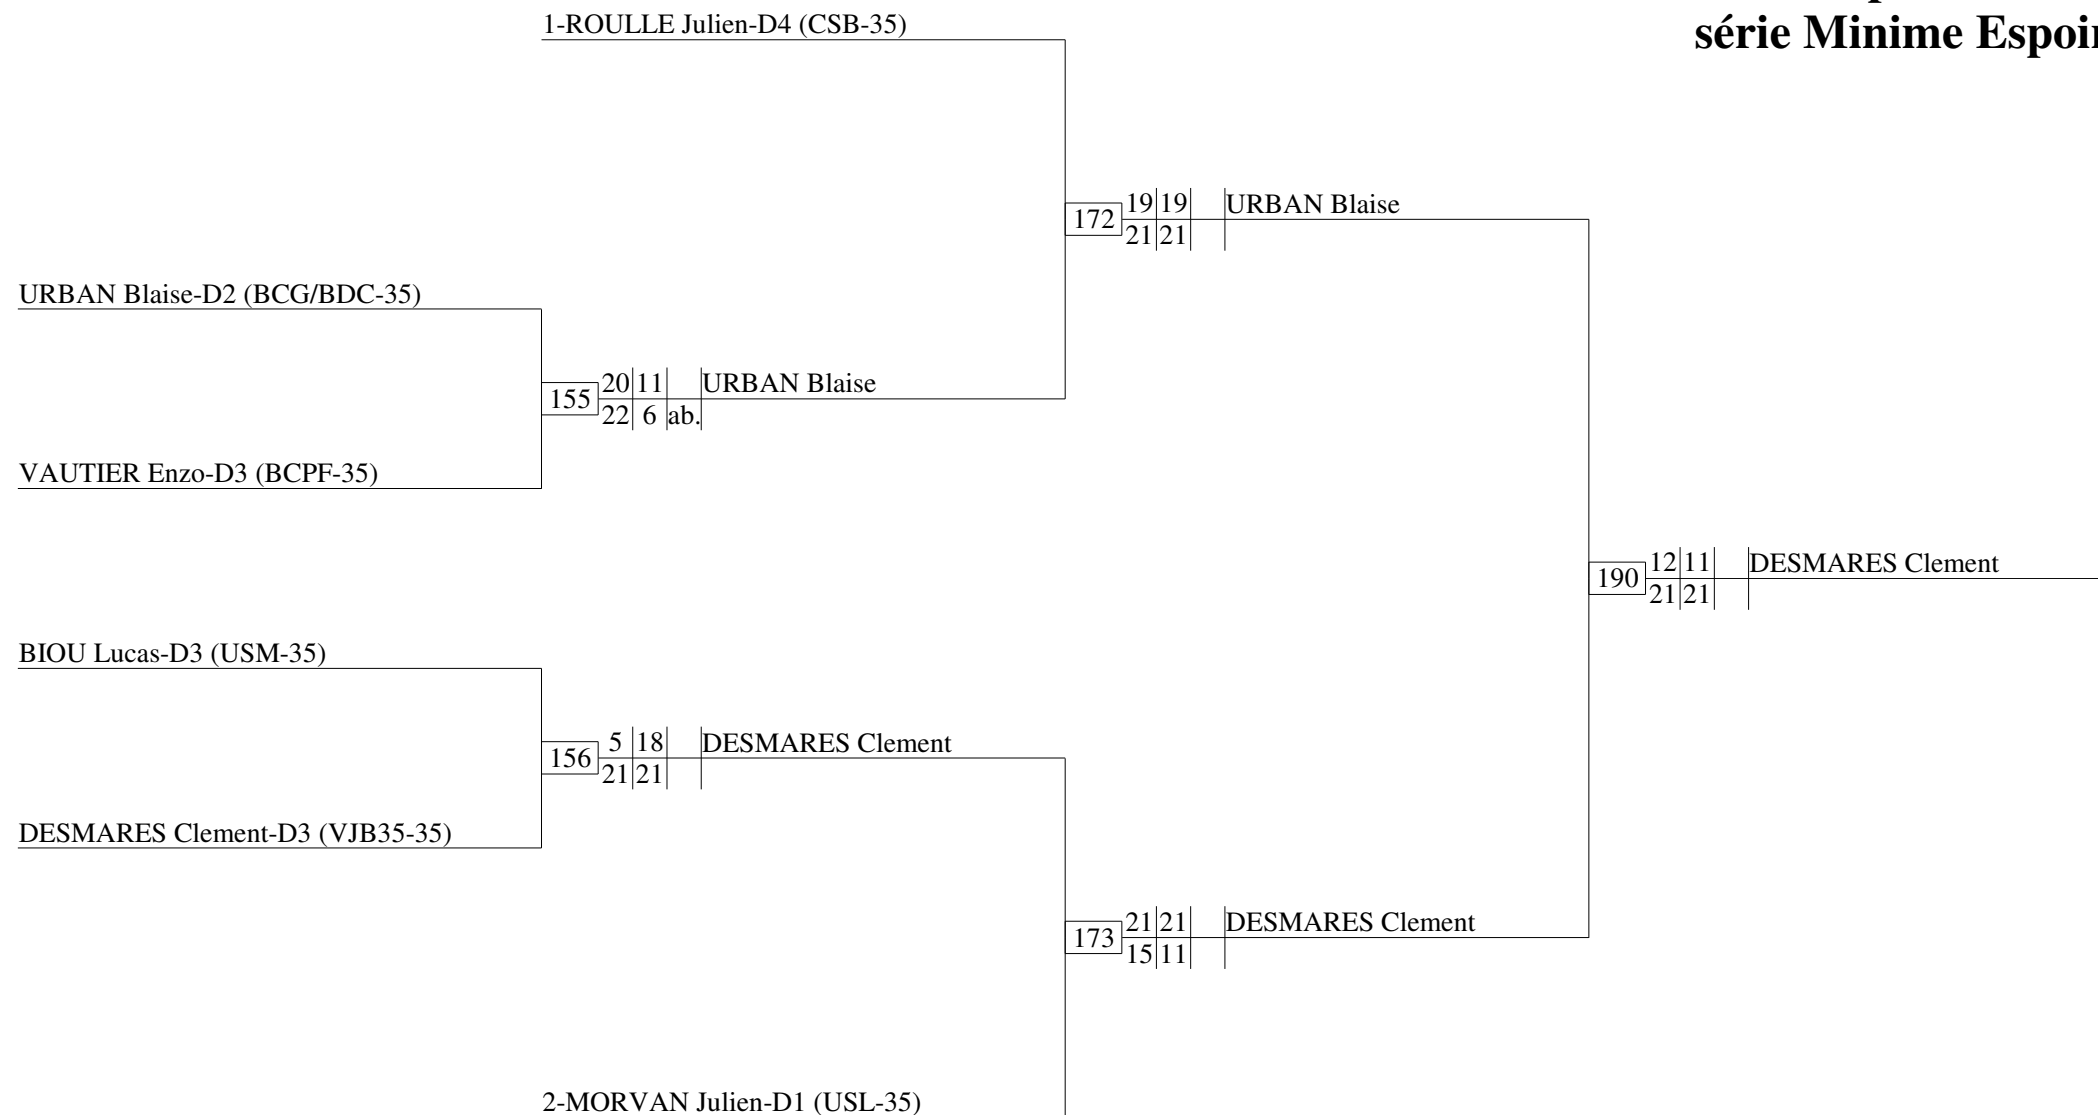 série Minime Espoir
1-ROULLE Julien-D4 (CSB-35)
172 19 19 URBAN Blaise
21 21
URBAN Blaise-D2 (BCG/BDC-35)
155 20 11 URBAN Blaise
22 6 ab.
VAUTIER Enzo-D3 (BCPF-35)
190 12 11 DESMARES Clement
21 21
BIOU Lucas-D3 (USM-35)
156 5 18 DESMARES Clement
21 21
DESMARES Clement-D3 (VJB35-35)
173 21 21 DESMARES Clement
15 11
2-MORVAN Julien-D1 (USL-35)